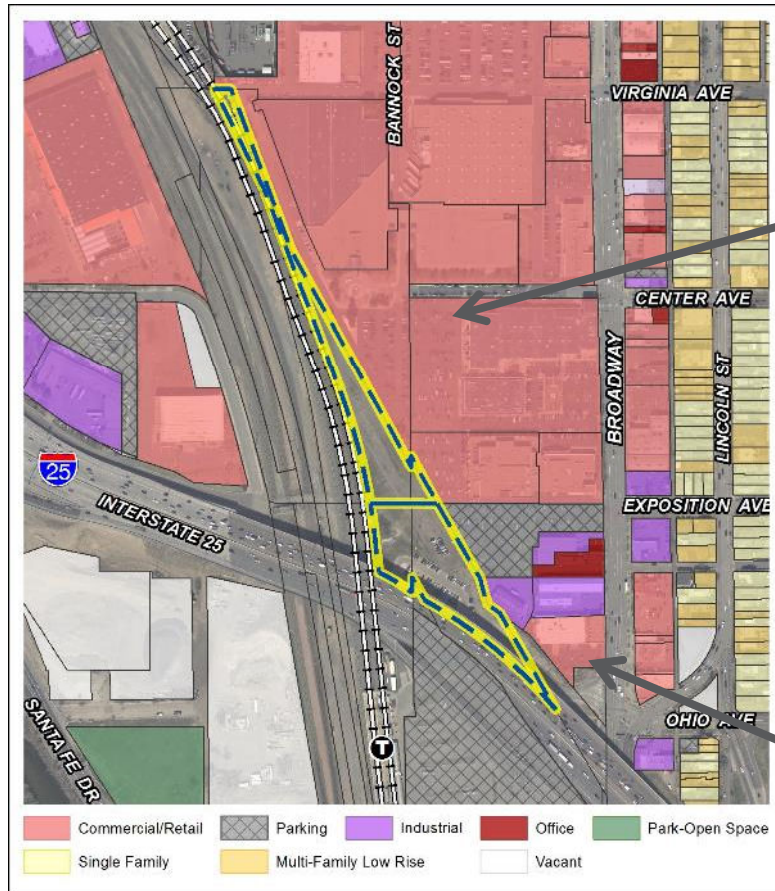 BANNOCK ST
VIRGINIA AVE
CENTER AVE
BROADWAY
LINCOLN ST
25
INTERSTATE 25
EXPOSITION AVE
SANTA FE DR
T
OHIO AVE
Commercial/Retail
Parking
Industrial
Office
Park-Open Space
Single Family
Multi-Family Low Rise
Vacant